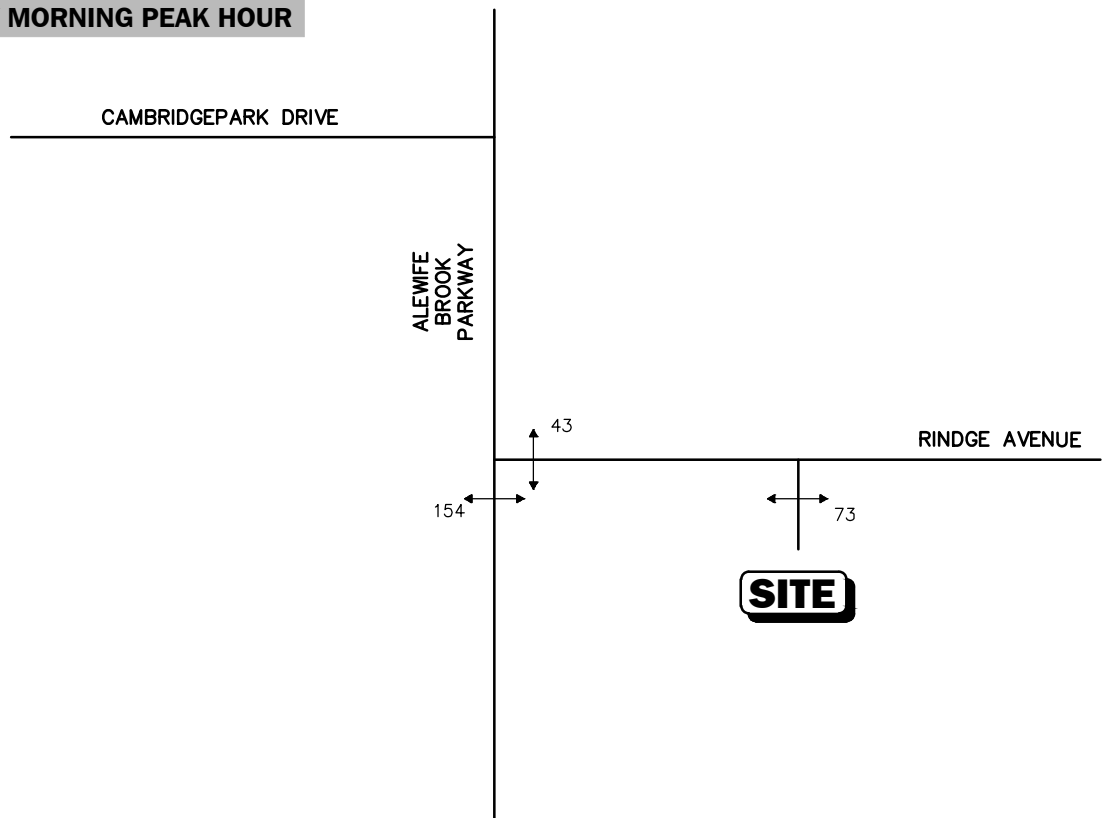 MORNING PEAK HOUR
CAMBRIDGEPARK DRIVE
ALEWIFE
BROOK
PARKWAY
43
RINDGE AVENUE
154
73
SITE